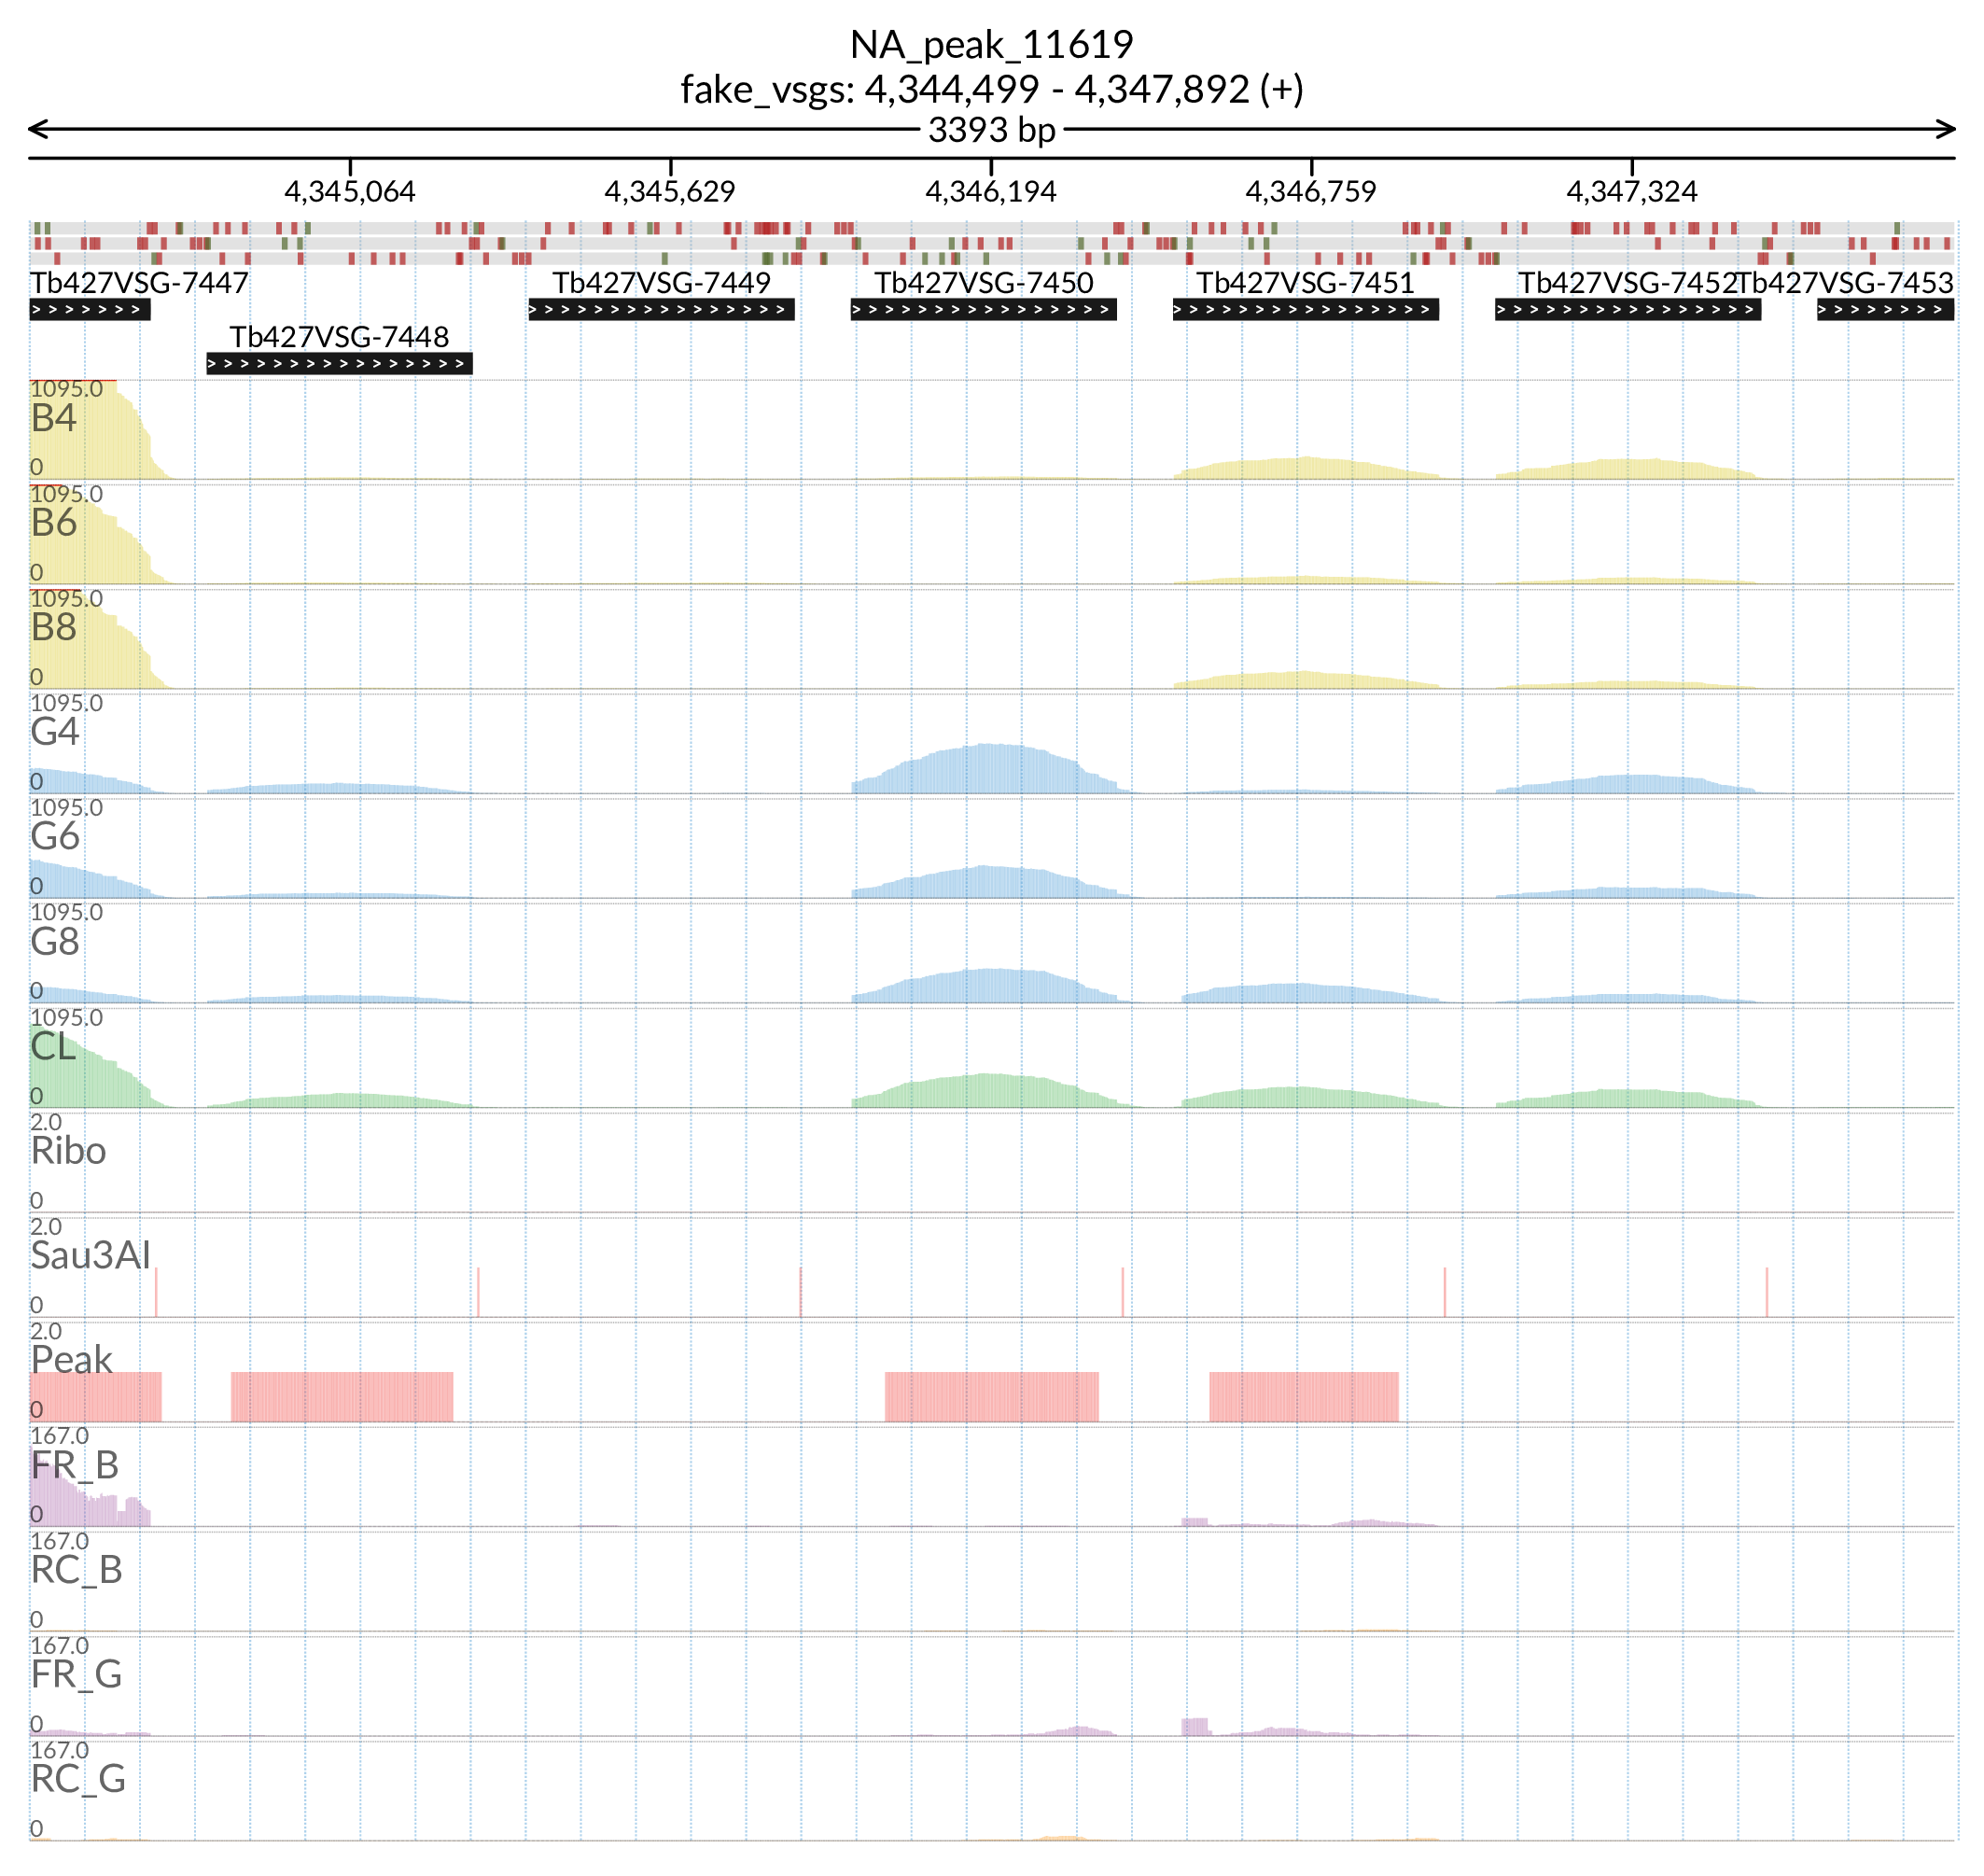 NA_peak_11619
fake_vsgs: 4,344,499 - 4,347,892 (+)
3393 bp
4,345,064 4,345,629 4,346,194 4,346,759 4,347,324
Tb427VSG-7447 Tb427VSG-7449 Tb427VSG-7450 Tb427VSG-7451 Tb427VSG-7452 Tb427VSG-7453
Tb427VSG-7448
1095.0
B4
0
1095.0
B6
0
1095.0
B8
0
1095.0
G4
0
1095.0
G6
0
1095.0
G8
0
1095.0
CL
0
2.0
Ribo
0
2.0
Sau3AI
0
2.0
Peak
0
167.0
FR_B
0
167.0
RC_B
0
167.0
FR_G
0
167.0
RC_G
0